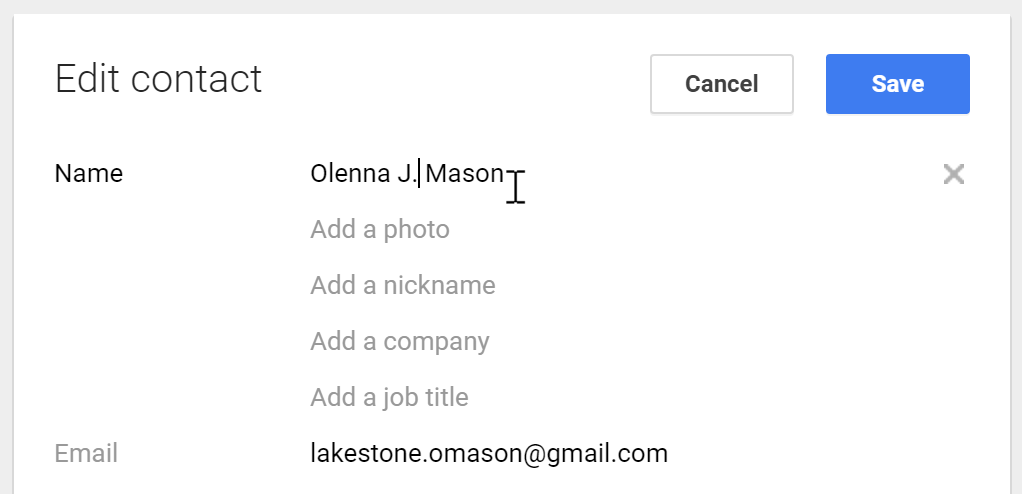 Edit contact Cancel Save
Name Olenna J. Mason
Add a photo
Add a nickname
Add a company
Add a job title
Email lakestone.omason@gmail.com